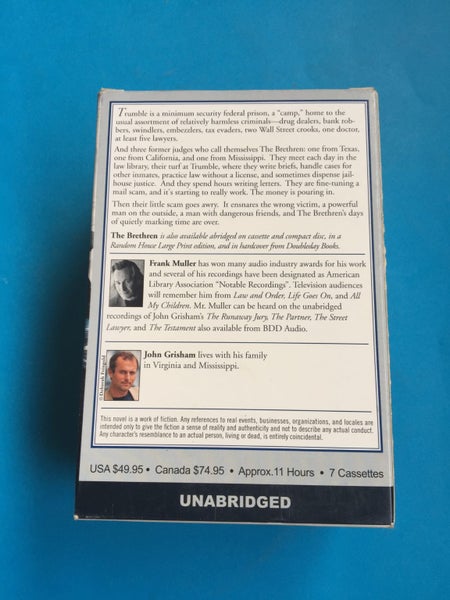 Trumble is a minimum security federal prison, a "camp," home to the
usual assortment of relatively harmless criminals—drug dealers, bank rob-
bers, swindlers, embezzlers, tax evaders, two Wall Street crooks, one doctor,
at least five lawyers.
And three former judges who call themselves The Brethren: one from Texas,
one from California, and one from Mississippi. They meet each day in the
law library, their turf at Trumble, where they write briefs, handle cases for
other inmates, practice law without a license, and sometimes dispense jail-
house justice. And they spend hours writing letters. They are fine-tuning a
mail scam, and it's starting to really work. The money is pouring in.
Then their little scam goes awry. It ensnares the wrong victim, a powerful
man on the outside, a man with dangerous friends, and The Brethren's days
of quietly marking time are over.
The Brethren is also available abridged on cassette and compact disc, in a
Random House Large Print edition, and in hardcover from Doubleday Books.
Frank Muller has won many audio industry awards for his work
and several of his recordings have been designated as American
Library Association "Notable Recordings". Television audiences
will remember him from Law and Order, Life Goes On, and All
My Children. Mr. Muller can be heard on the unabridged
recordings of John Grisham's The Runaway Jury, The Partner, The Street
Lawyer, and The Testament also available from BDD Audio.
John Grisham lives with his family
in Virginia and Mississippi.
© Deborah Feingold
This novel is a work of fiction. Any references to real events, businesses, organizations, and locales are
intended only to give the fiction a sense of reality and authenticity and not to describe any actual conduct.
Any character's resemblance to an actual person, living or dead, is entirely coincidental.
USA $49.95 • Canada $74.95 • Approx.11 Hours • 7 Cassettes
UNABRIDGED